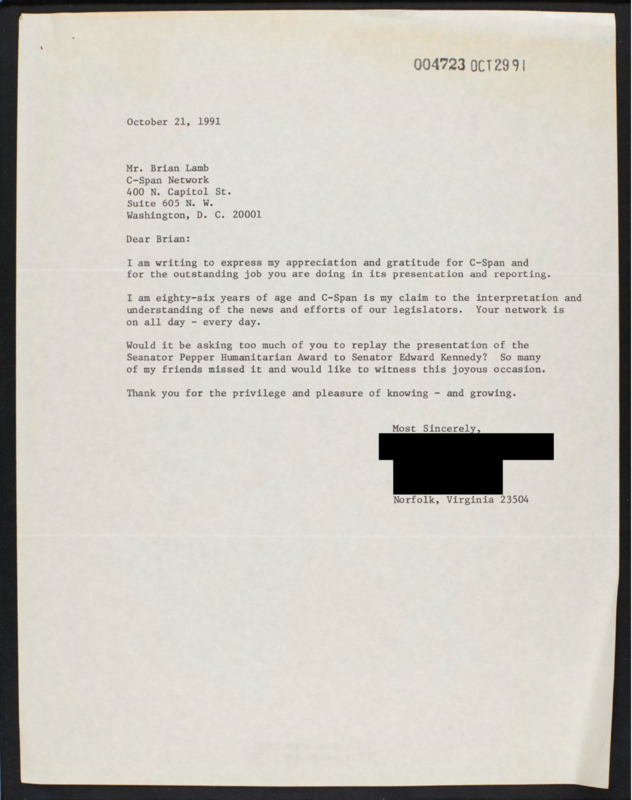 004723 OCT 29 91
October 21, 1991
Mr. Brian Lamb
C-Span Network
400 N. Capitol St.
Suite 605 N. W.
Washington, D. C. 20001
Dear Brian:
I am writing to express my appreciation and gratitude for C-Span and
for the outstanding job you are doing in its presentation and reporting.
I am eighty-six years of age and C-Span is my claim to the interpretation and
understanding of the news and efforts of our legislators.  Your network is
on all day - every day.
Would it be asking too much of you to replay the presentation of the
Seanator Pepper Humanitarian Award to Senator Edward Kennedy?  So many
of my friends missed it and would like to witness this joyous occasion.
Thank you for the privilege and pleasure of knowing - and growing.
Most Sincerely,
Norfolk, Virginia 23504